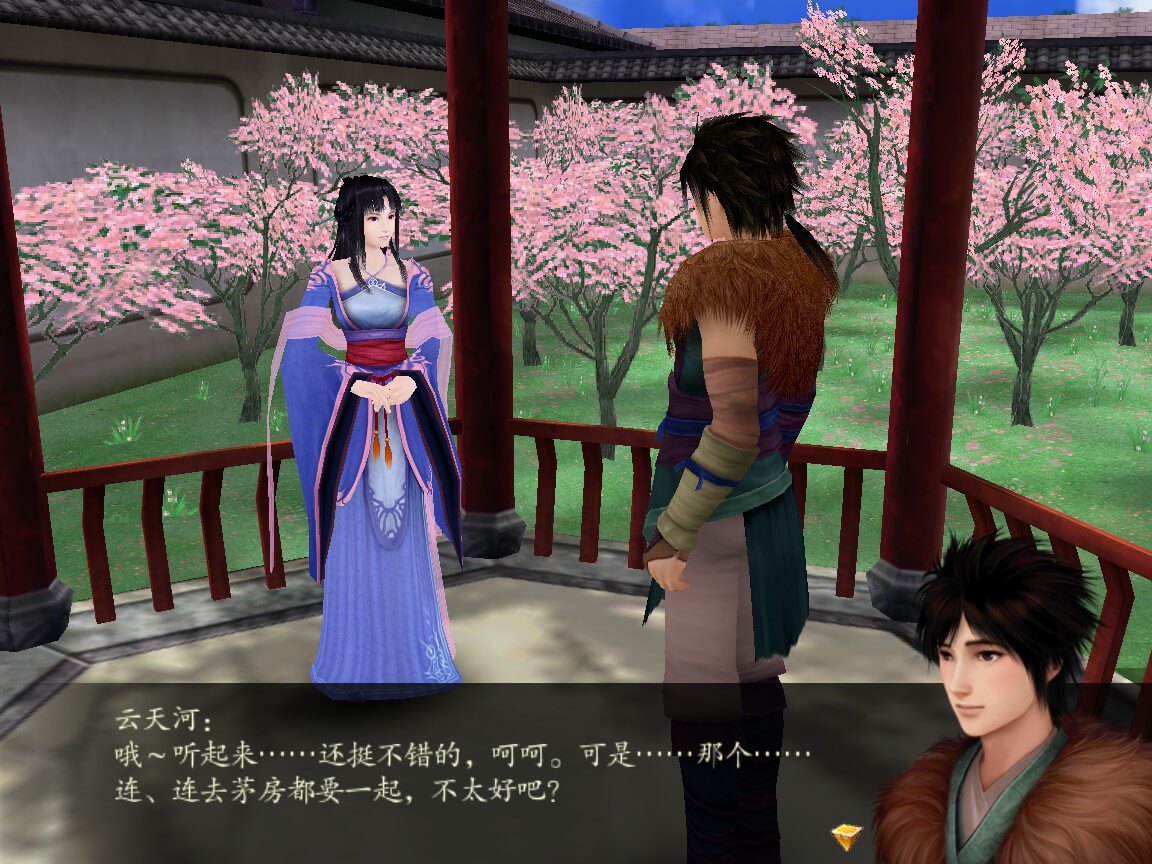 云天河：
哦～听起来……还挺不错的，呵呵。可是……那个……
连、连去茅房都要一起，不太好吧？